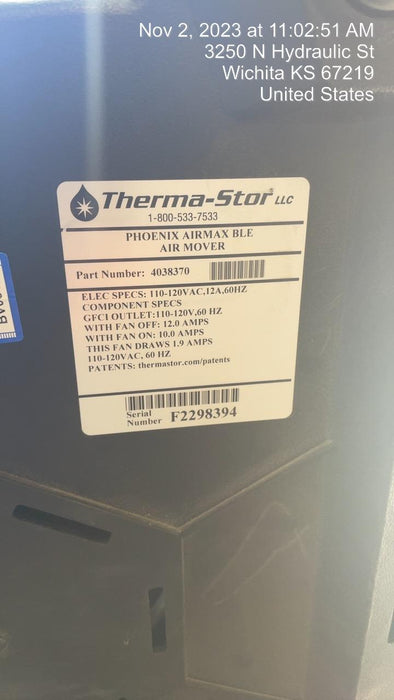 Nov 2, 2023 at 11:02:51 AM
3250 N Hydraulic St
Wichita KS 67219
United States
Therma-Stor LLC
1-800-533-7533
PHOENIX AIRMAX BLE
AIR MOVER
Part Number: 4038370
ELEC SPECS: 110-120VAC,12A,60HZ
COMPONENT SPECS
GFCI OUTLET:110-120V,60 HZ
WITH FAN OFF: 12.0 AMPS
WITH FAN ON: 10.0 AMPS
THIS FAN DRAWS 1.9 AMPS
110-120VAC, 60 HZ
PATENTS: thermastor.com/patents
Serial
Number F2298394